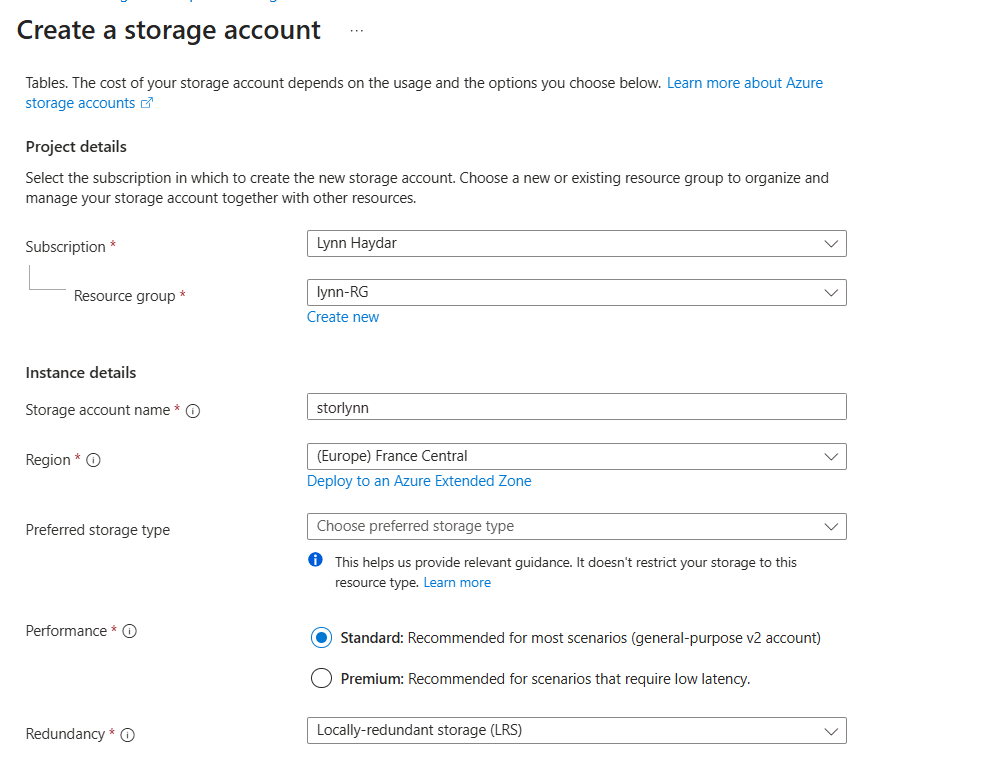 Create a storage account ...
Tables. The cost of your storage account depends on the usage and the options you choose below. Learn more about Azure
storage accounts
Project details
Select the subscription in which to create the new storage account. Choose a new or existing resource group to organize and
manage your storage account together with other resources.
Subscription *
Lynn Haydar
Resource group *
lynn-RG
Create new
Instance details
Storage account name *
storlynn
Region *
(Europe) France Central
Deploy to an Azure Extended Zone
Preferred storage type
Choose preferred storage type
This helps us provide relevant guidance. It doesn't restrict your storage to this
resource type. Learn more
Performance *
Standard: Recommended for most scenarios (general-purpose v2 account)
Premium: Recommended for scenarios that require low latency.
Redundancy *
Locally-redundant storage (LRS)